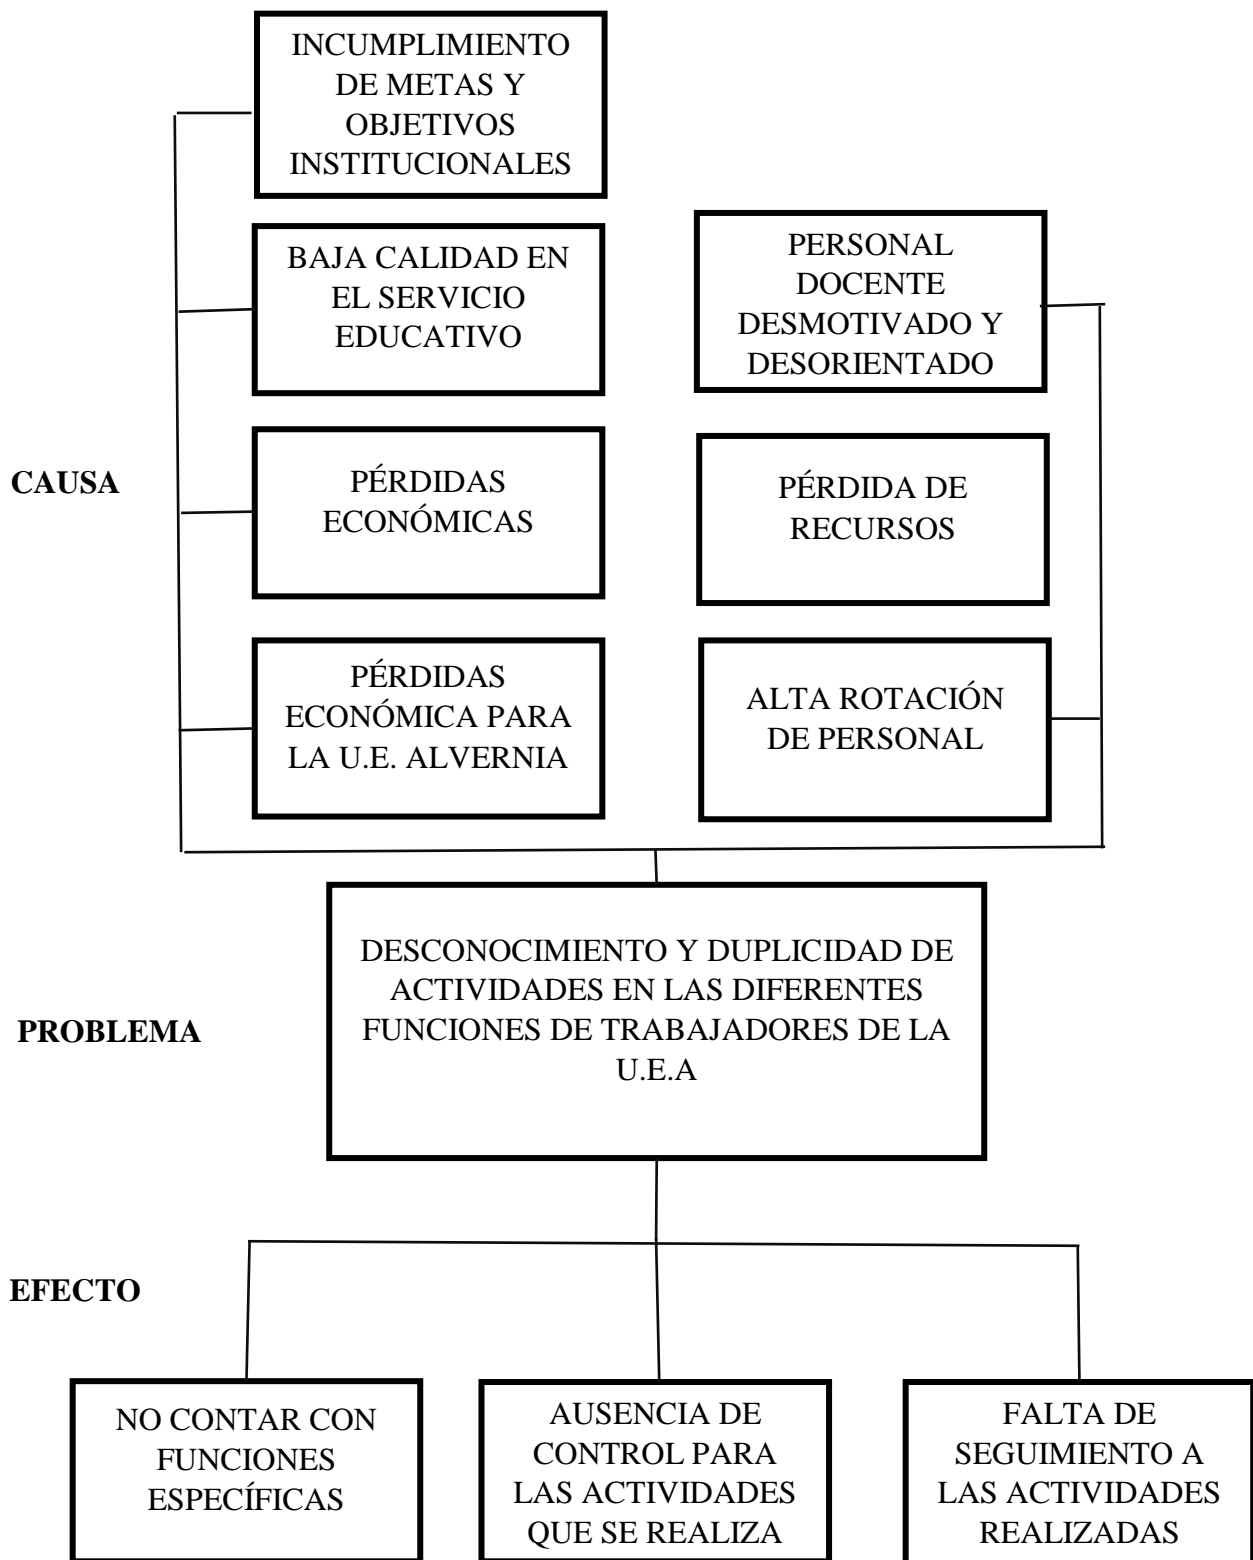 INCUMPLIMIENTO
DE METAS Y
OBJETIVOS
INSTITUCIONALES
BAJA CALIDAD EN
EL SERVICIO
EDUCATIVO
PERSONAL
DOCENTE
DESMOTIVADO Y
DESORIENTADO
CAUSA
PÉRDIDAS
ECONÓMICAS
PÉRDIDA DE
RECURSOS
PÉRDIDAS
ECONÓMICA PARA
LA U.E. ALVERNIA
ALTA ROTACIÓN
DE PERSONAL
PROBLEMA
DESCONOCIMIENTO Y DUPLICIDAD DE
ACTIVIDADES EN LAS DIFERENTES
FUNCIONES DE TRABAJADORES DE LA
U.E.A
EFECTO
NO CONTAR CON
FUNCIONES
ESPECÍFICAS
AUSENCIA DE
CONTROL PARA
LAS ACTIVIDADES
QUE SE REALIZA
FALTA DE
SEGUIMIENTO A
LAS ACTIVIDADES
REALIZADAS